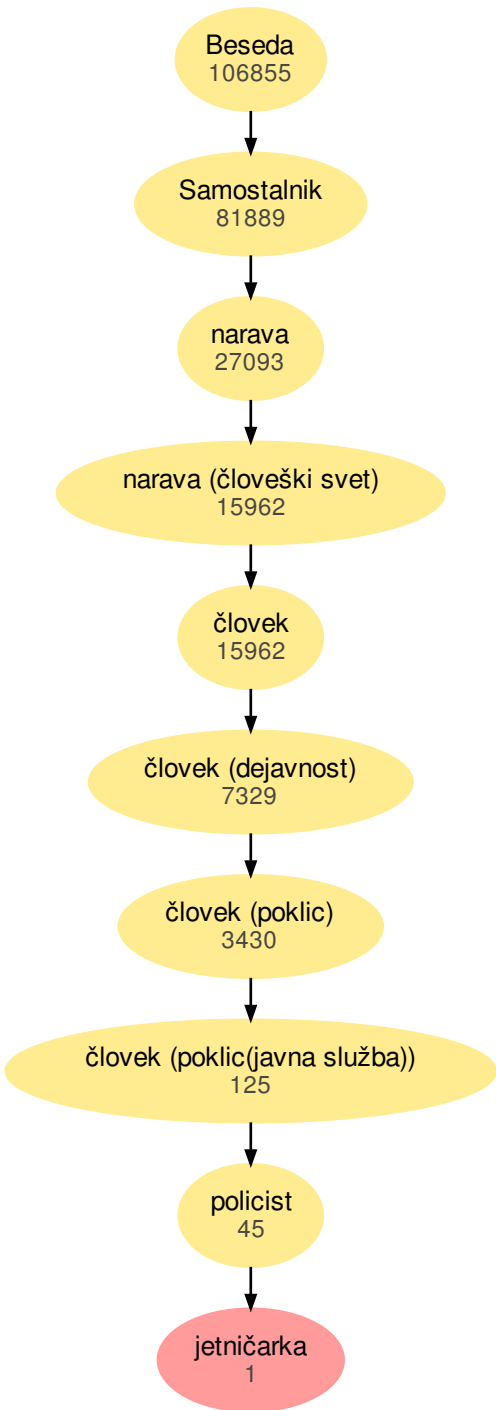 Beseda
106855
Samostalnik
81889
narava
27093
narava (človeški svet)
15962
človek
15962
človek (dejavnost)
7329
človek (poklic)
3430
človek (poklic(javna služba))
125
policist
45
jetničarka
1